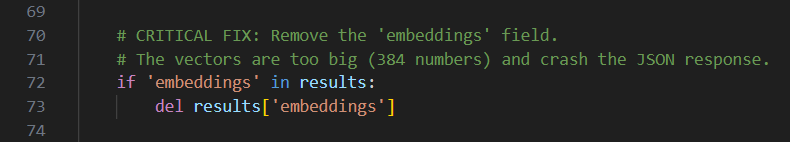 69
70 # CRITICAL FIX: Remove the 'embeddings' field.
71 # The vectors are too big (384 numbers) and crash the JSON response.
72 if 'embeddings' in results:
73 del results['embeddings']
74